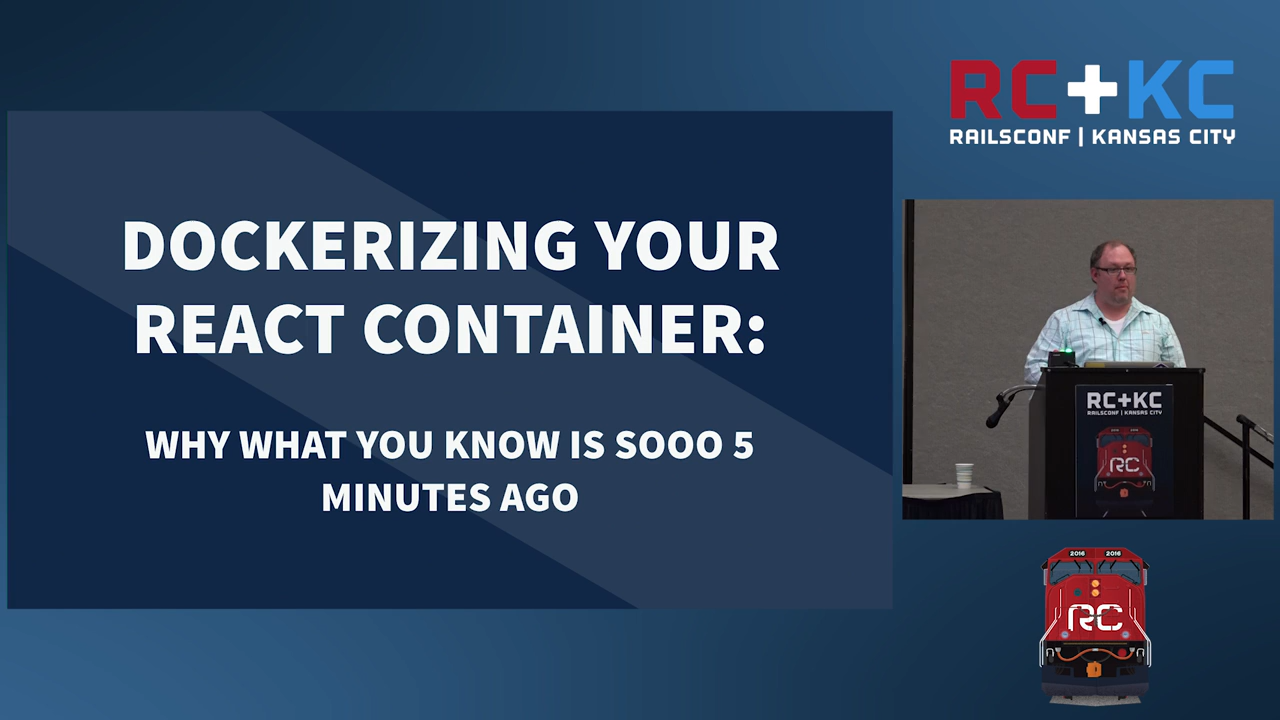 RC+KC
RAILSCONF | KANSAS CITY
DOCKERIZING YOUR
REACT CONTAINER:
WHY WHAT YOU KNOW IS SOOO 5
MINUTES AGO
RC+KC
RAILSCONF | KANSAS CITY
RC
2016 2016
RC